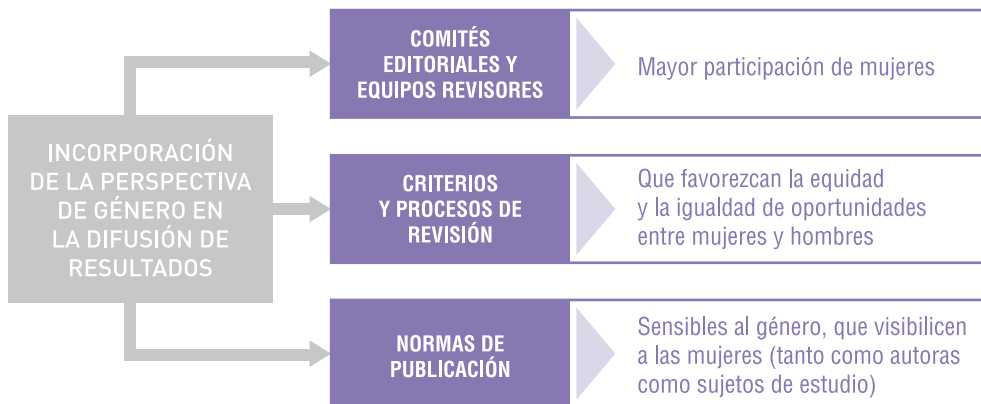 INCORPORACIÓN
DE LA PERSPECTIVA
DE GÉNERO EN
LA DIFUSIÓN DE
RESULTADOS
COMITÉS
EDITORIALES Y
EQUIPOS REVISORES
Mayor participación de mujeres
CRITERIOS
Y PROCESOS DE
REVISIÓN
Que favorezcan la equidad
y la igualdad de oportunidades
entre mujeres y hombres
NORMAS DE
PUBLICACIÓN
Sensibles al género, que visibilicen
a las mujeres (tanto como autoras
como sujetos de estudio)